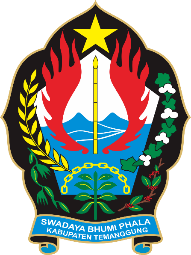 SWADAYA BHUMI PHALA
KABUPATEN TEMANGGUNG